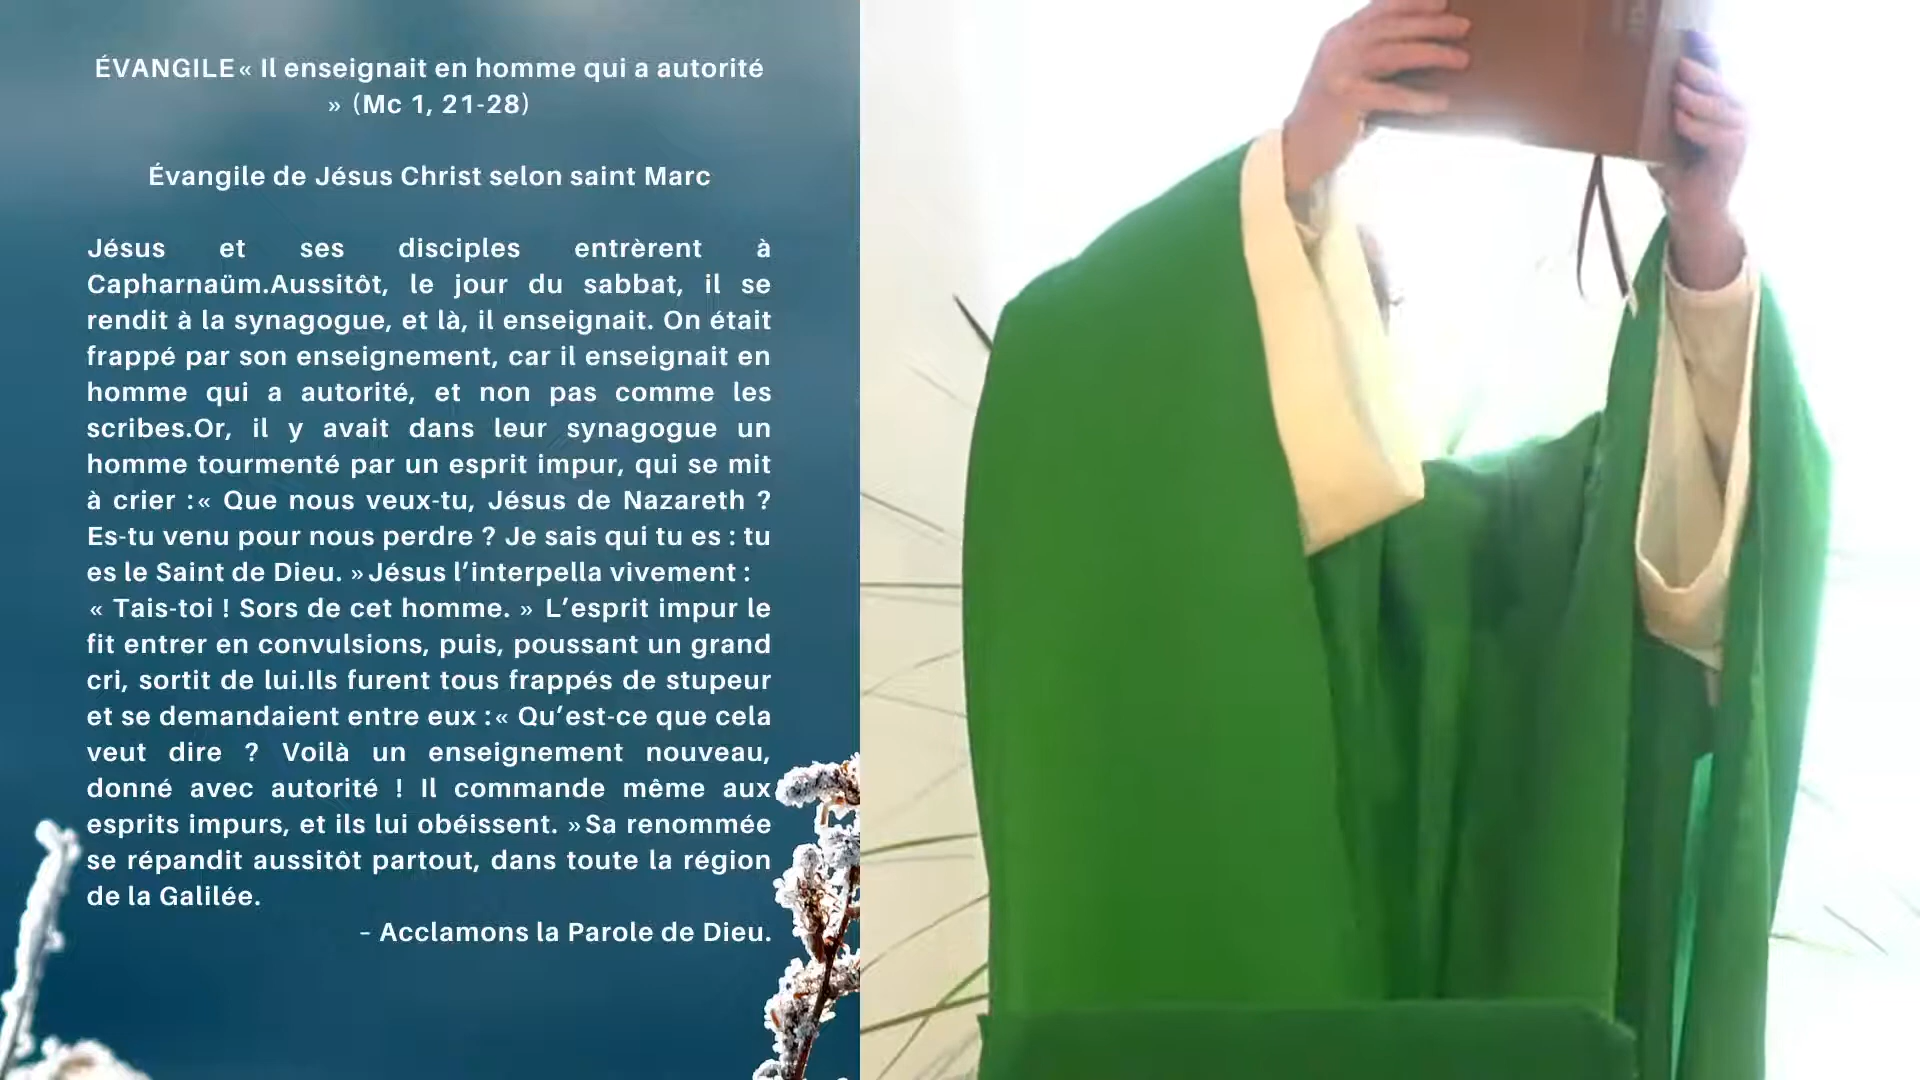 ÉVANGILE « Il enseignait en homme qui a autorité
» (Mc 1, 21-28)
Évangile de Jésus Christ selon saint Marc
Jésus et ses disciples entrèrent à
Capharnaüm.Aussitôt, le jour du sabbat, il se
rendit à la synagogue, et là, il enseignait. On était
frappé par son enseignement, car il enseignait en
homme qui a autorité, et non pas comme les
scribes.Or, il y avait dans leur synagogue un
homme tourmenté par un esprit impur, qui se mit
à crier :« Que nous veux-tu, Jésus de Nazareth ?
Es-tu venu pour nous perdre ? Je sais qui tu es : tu
es le Saint de Dieu. »Jésus l’interpella vivement :
« Tais-toi ! Sors de cet homme. » L’esprit impur le
fit entrer en convulsions, puis, poussant un grand
cri, sortit de lui.Ils furent tous frappés de stupeur
et se demandaient entre eux :« Qu’est-ce que cela
veut dire ? Voilà un enseignement nouveau,
donné avec autorité ! Il commande même aux
esprits impurs, et ils lui obéissent. »Sa renommée
se répandit aussitôt partout, dans toute la région
de la Galilée.
– Acclamons la Parole de Dieu.